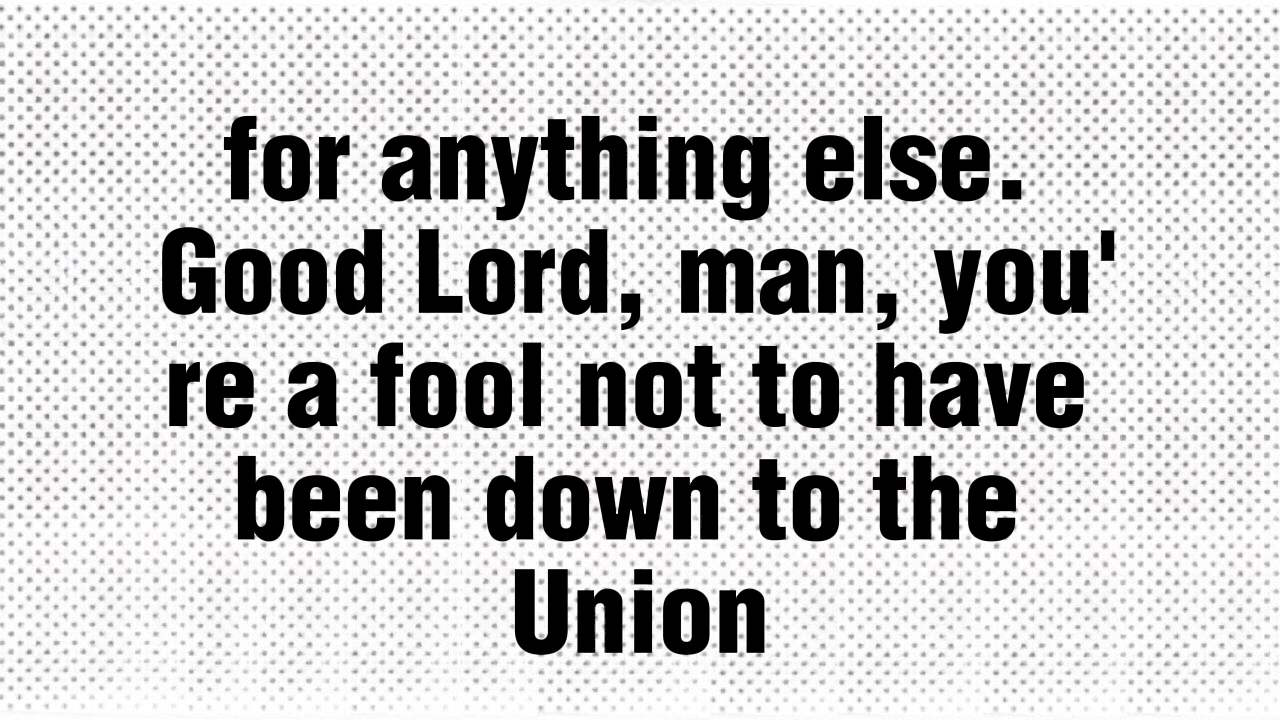 for anything else.
Good Lord, man, you'
re a fool not to have
been down to the
Union